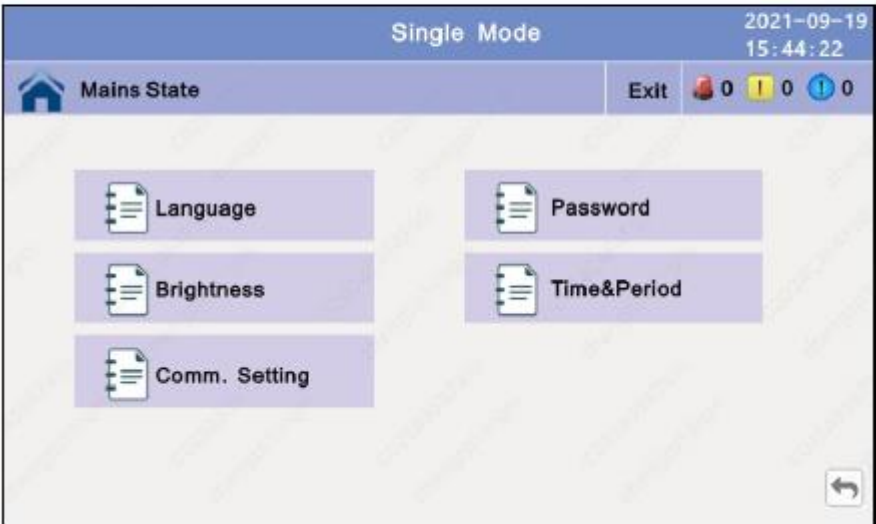 Single Mode
2021-09-19
15:44:22
Mains State
Exit
0
!
0
!
0
Language
Password
Brightness
Time&Period
Comm. Setting